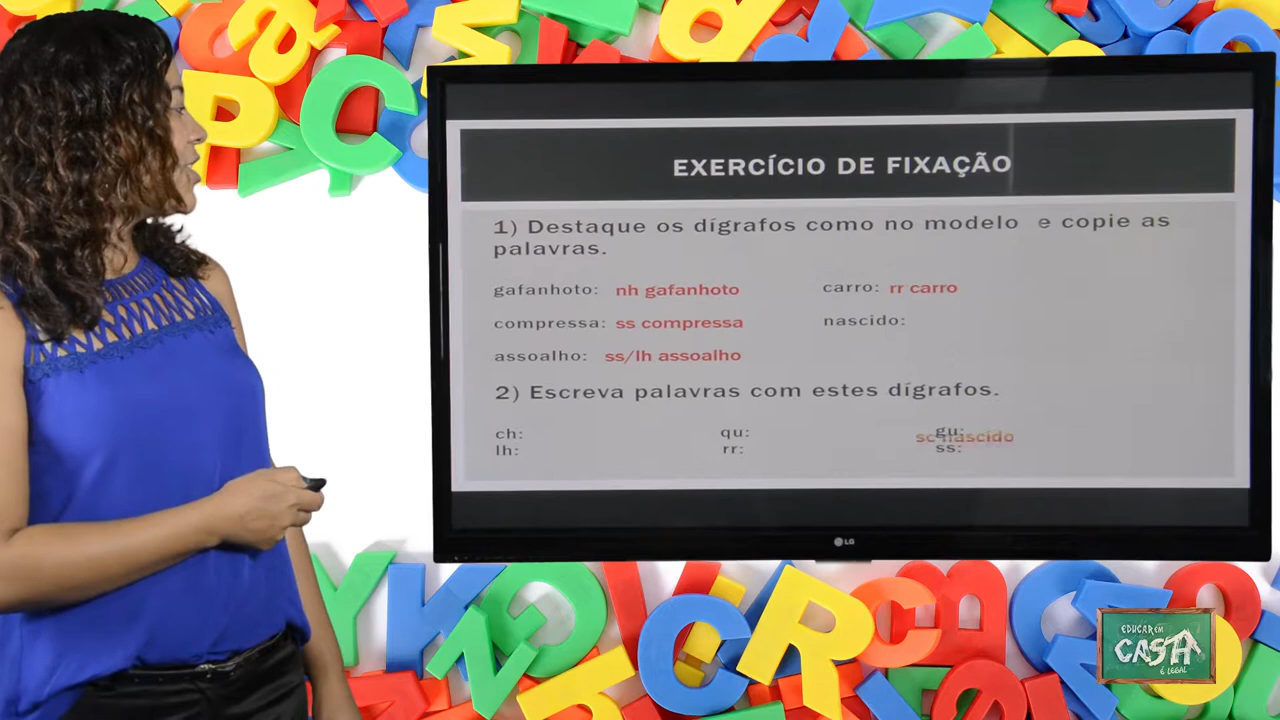 EXERCÍCIO DE FIXAÇÃO
1) Destaque os dígrafos como no modelo e copie as
palavras.
gafanhoto: nh gafanhoto
carro: rr carro
compressa: ss compressa
nascido:
assoalho: ss/lh assoalho
2) Escreva palavras com estes dígrafos.
ch:
qu:
gu:
sc nascido
lh:
rr:
ss:
LG
EDUCAR EM
CASA
É LEGAL